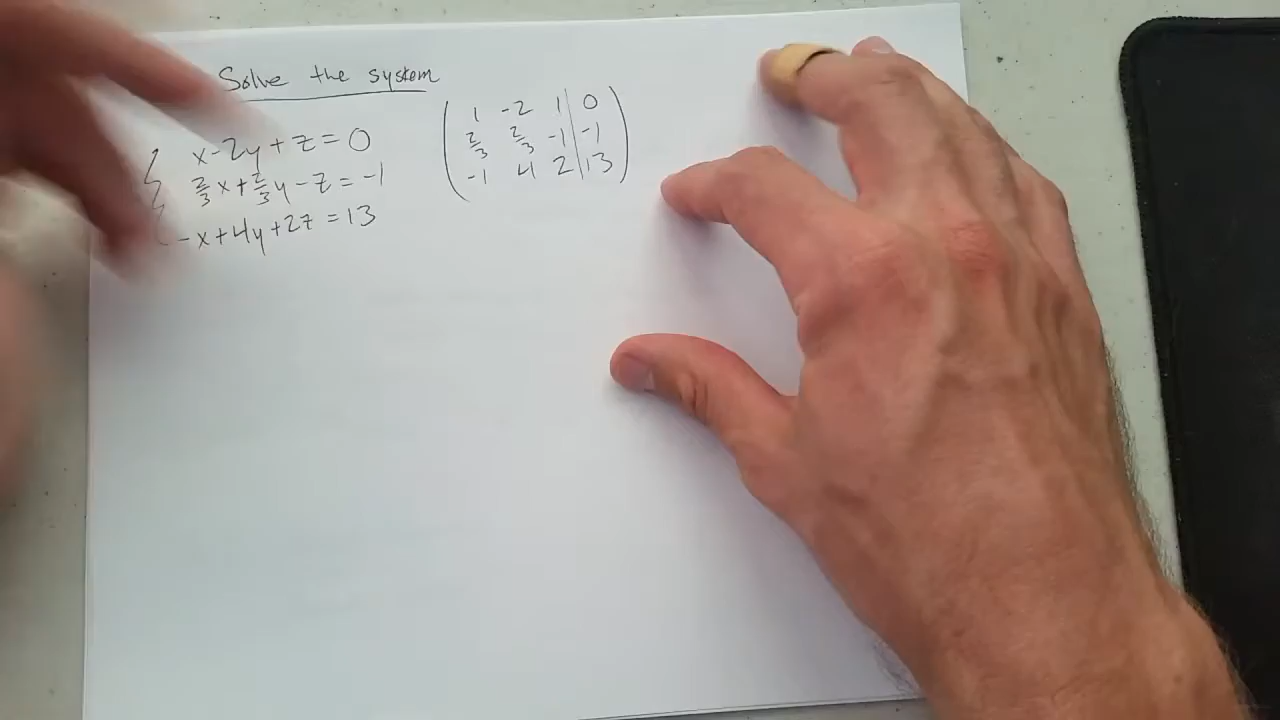 Solve the system
x-2y+z=0
2/3x+2/3y-z=-1
-x+4y+2z=13
1 -2 1 | 0
2/3 2/3 -1 | -1
-1 4 2 | 13